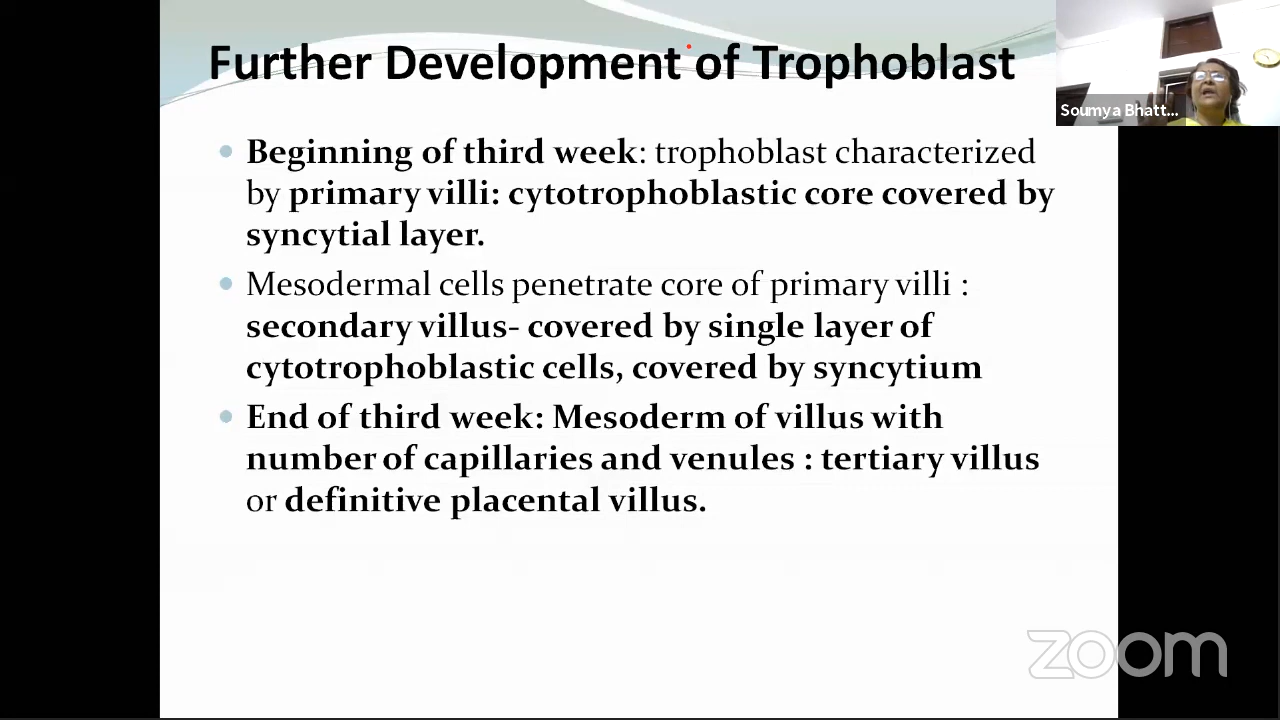 Further Development of Trophoblast
Soumya Bhatt...
• Beginning of third week: trophoblast characterized
by primary villi: cytotrophoblastic core covered by
syncytial layer.
• Mesodermal cells penetrate core of primary villi :
secondary villus- covered by single layer of
cytotrophoblastic cells, covered by syncytium
• End of third week: Mesoderm of villus with
number of capillaries and venules : tertiary villus
or definitive placental villus.
zoom